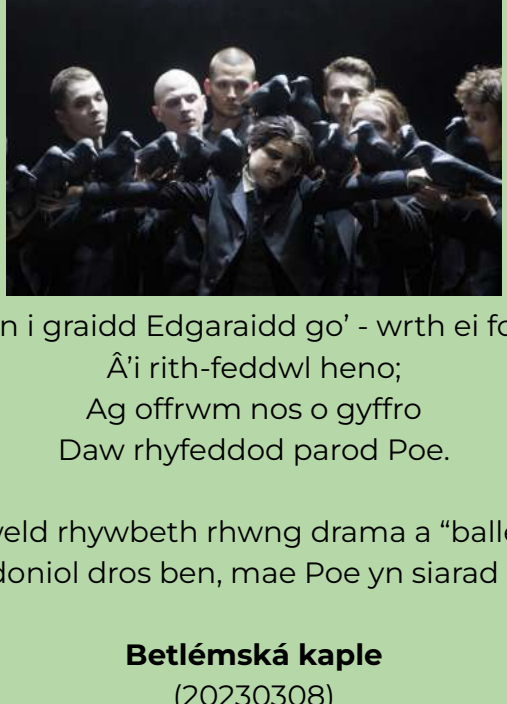 n i graidd Edgaraidd go’ - wrth ei fo
Â’i rith-feddwl heno;
Ag offrwm nos o gyffro
Daw rhyfeddod parod Poe.
weld rhywbeth rhwng drama a “balle
doniol dros ben, mae Poe yn siarad
Betlémská kaple
(20230308)